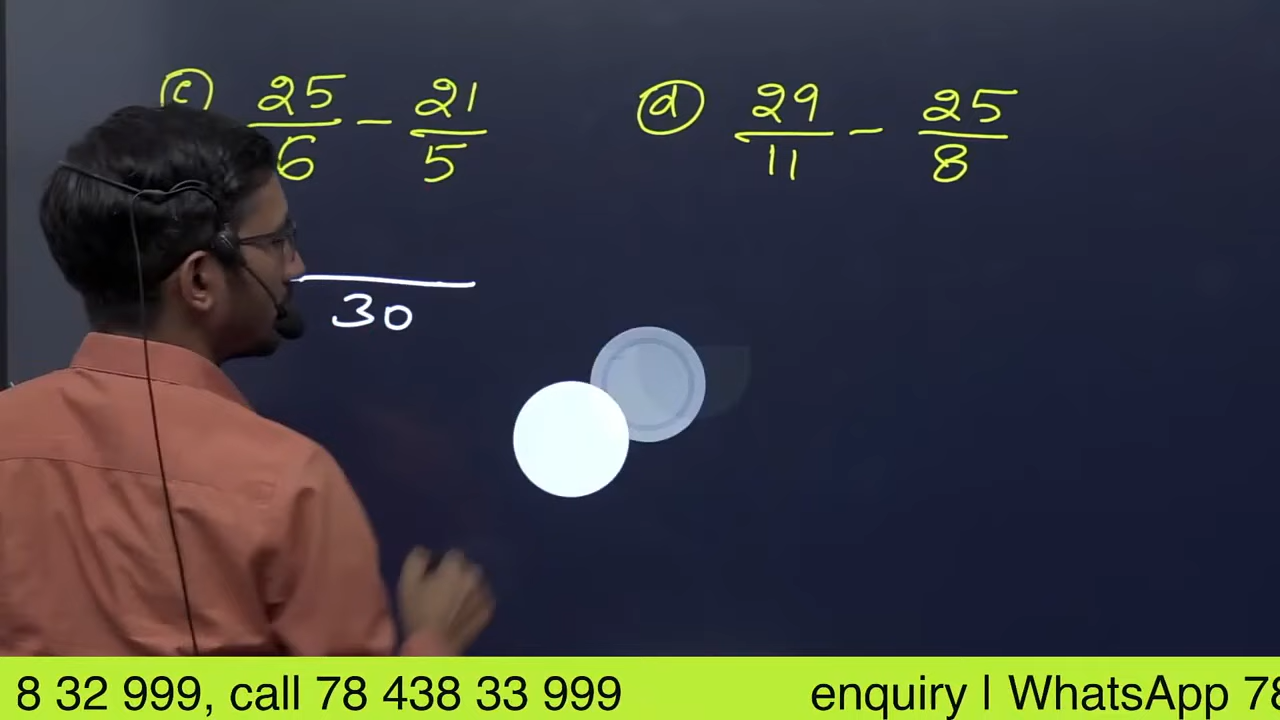 c 25/6 - 21/5
d 29/11 - 25/8
30
8 32 999, call 78 438 33 999 enquiry | WhatsApp 78